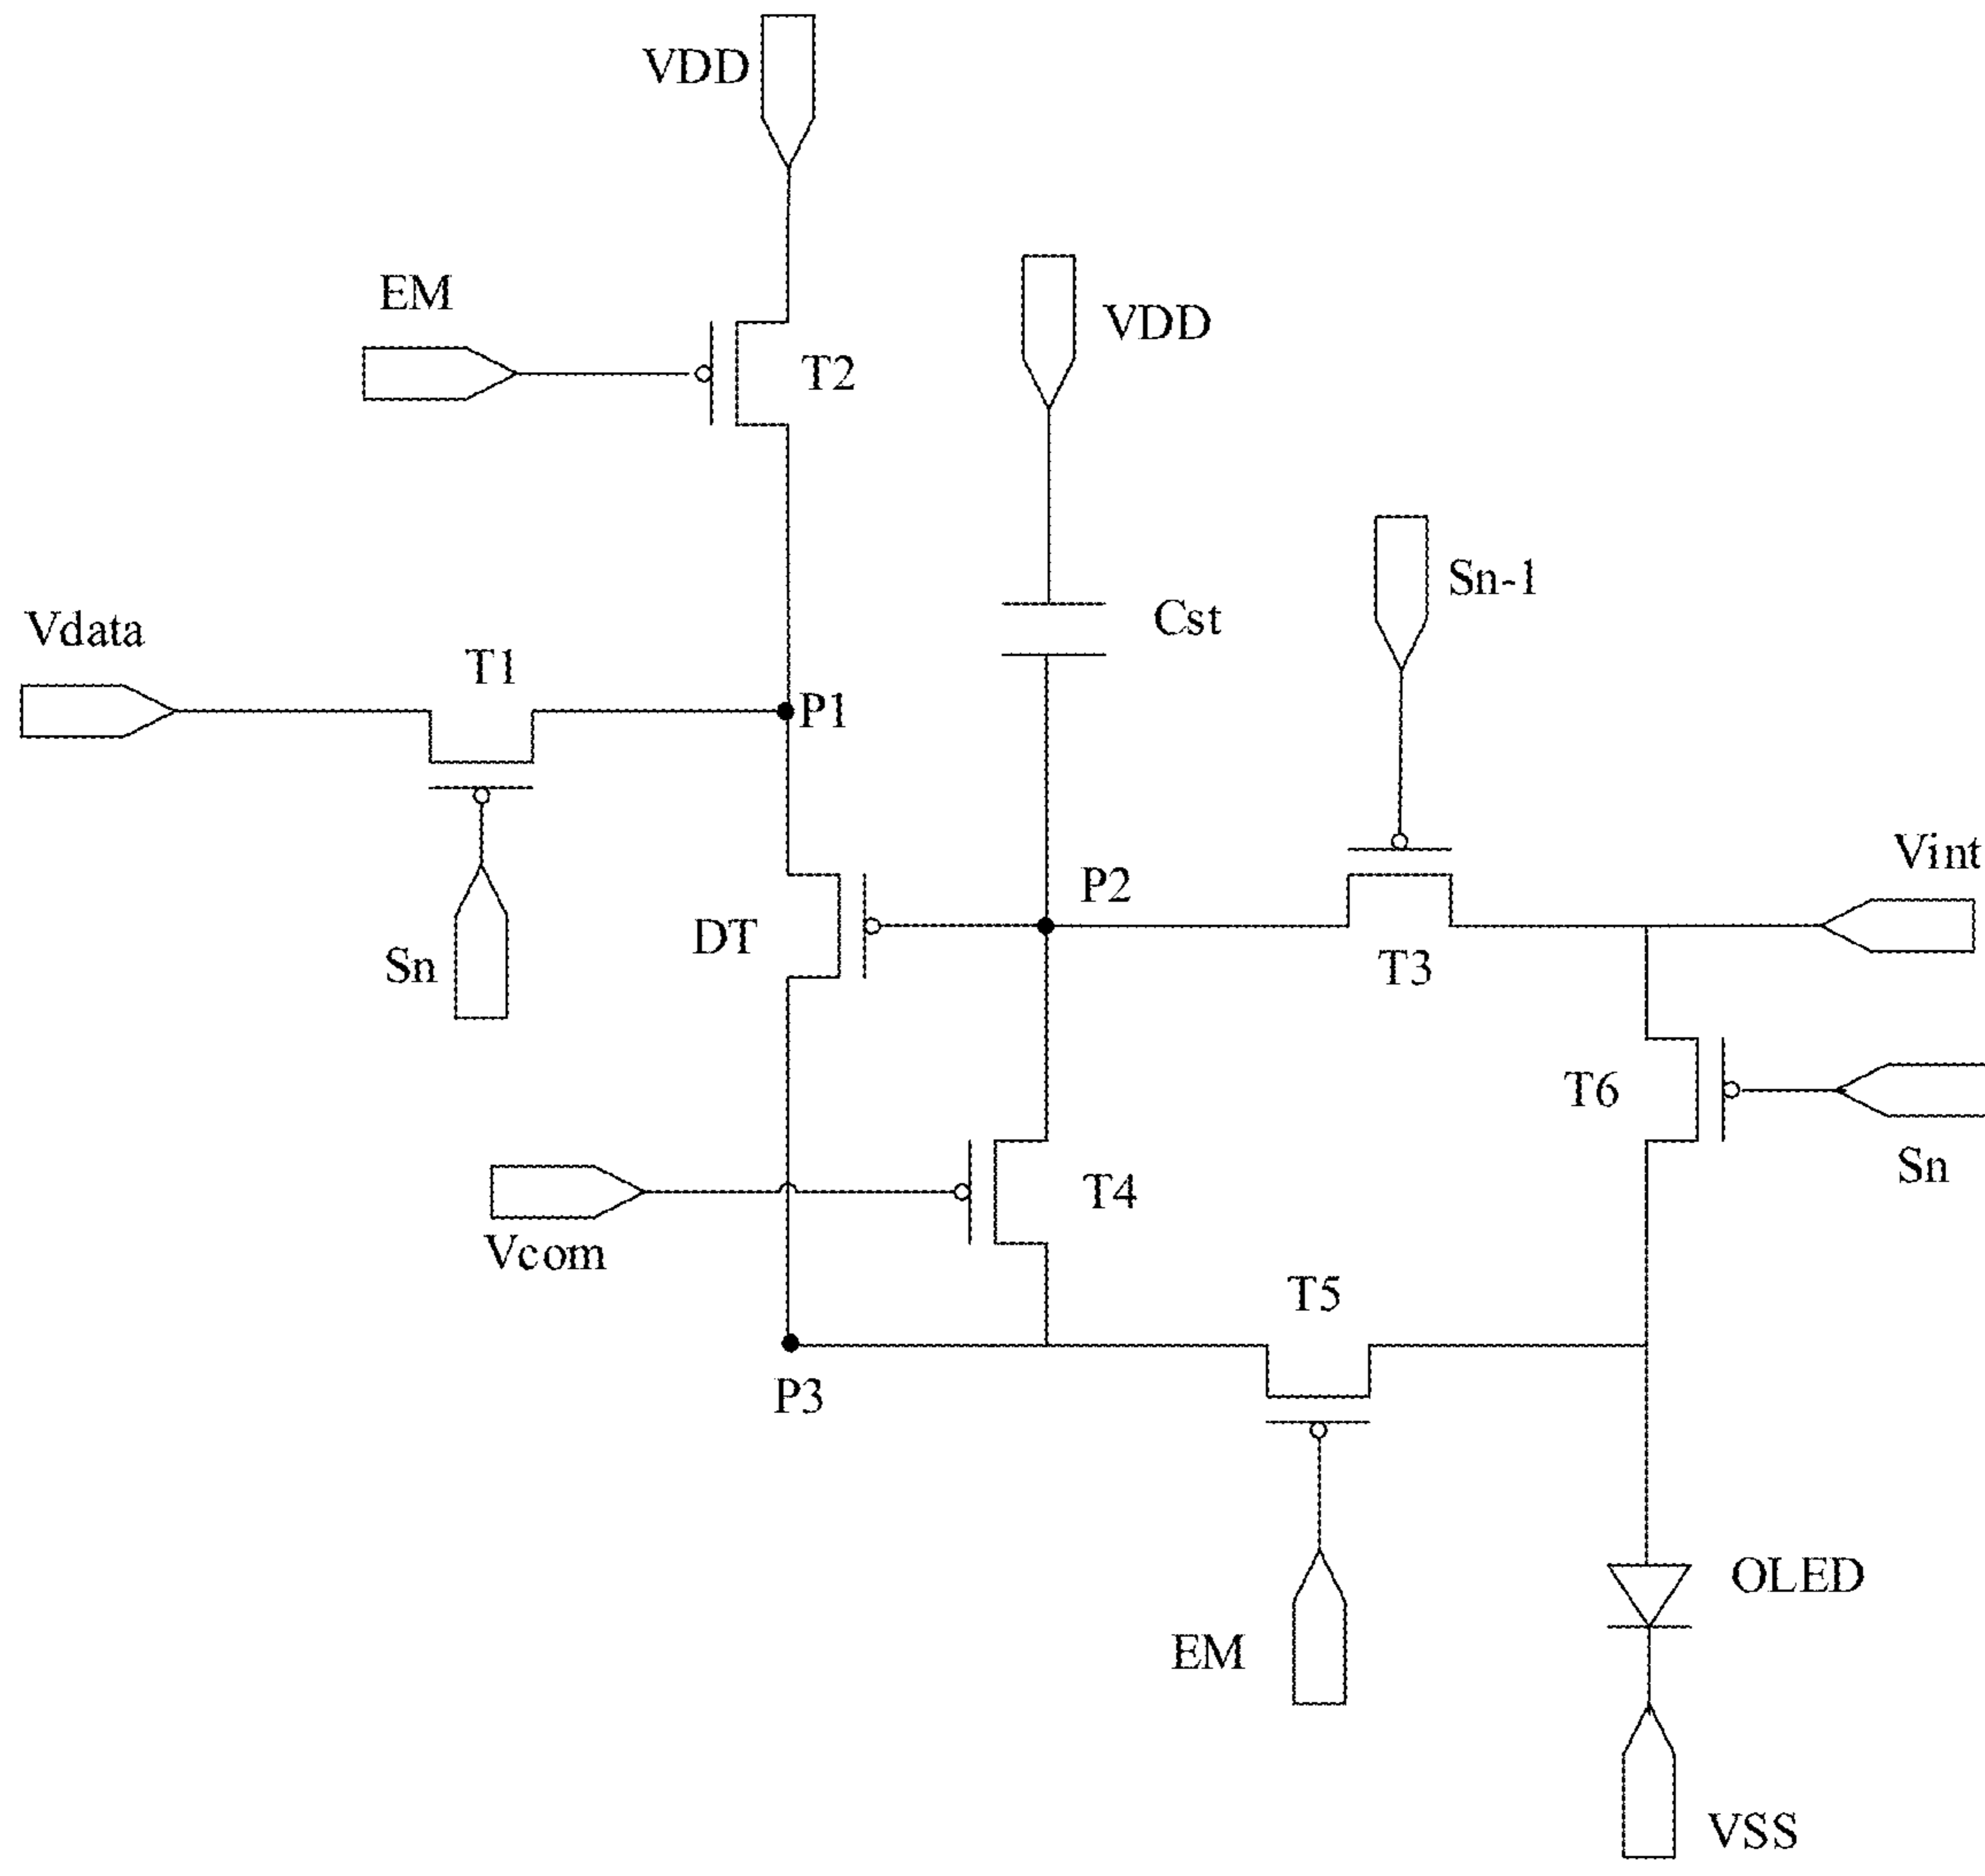 VDD
EM
VDD
T2
Sn-1
Cst
Vdata
T1
P1
Vint
P2
DT
Sn
T3
T6
Sn
T4
Vcom
T5
P3
OLED
EM
VSS